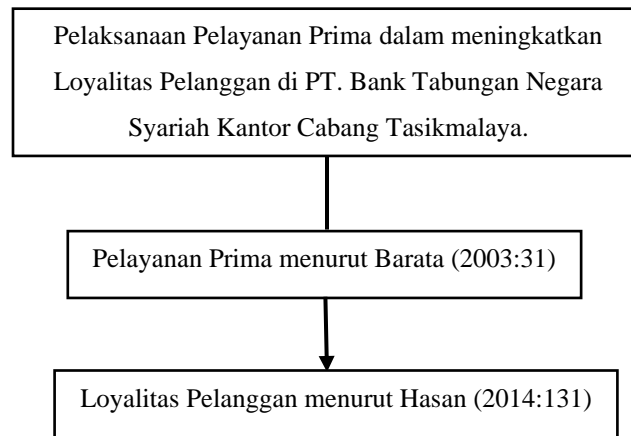 Pelaksanaan Pelayanan Prima dalam meningkatkan
Loyalitas Pelanggan di PT. Bank Tabungan Negara
Syariah Kantor Cabang Tasikmalaya.
Pelayanan Prima menurut Barata (2003:31)
Loyalitas Pelanggan menurut Hasan (2014:131)